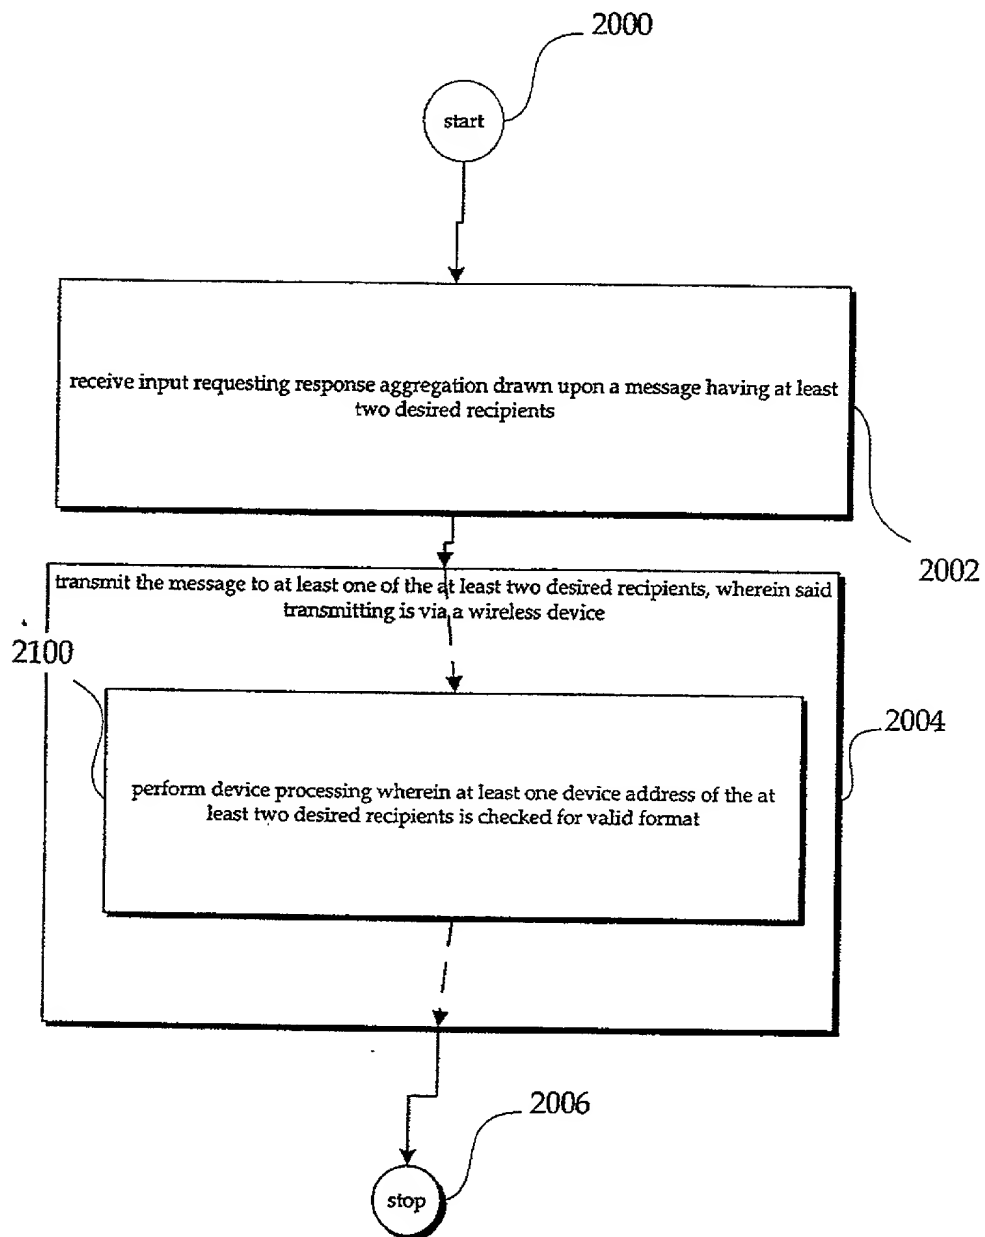 2000
start
receive input requesting response aggregation drawn upon a message having at least
two desired recipients
2002
transmit the message to at least one of the at least two desired recipients, wherein said
transmitting is via a wireless device
2100
2004
perform device processing wherein at least one device address of the at
least two desired recipients is checked for valid format
2006
stop